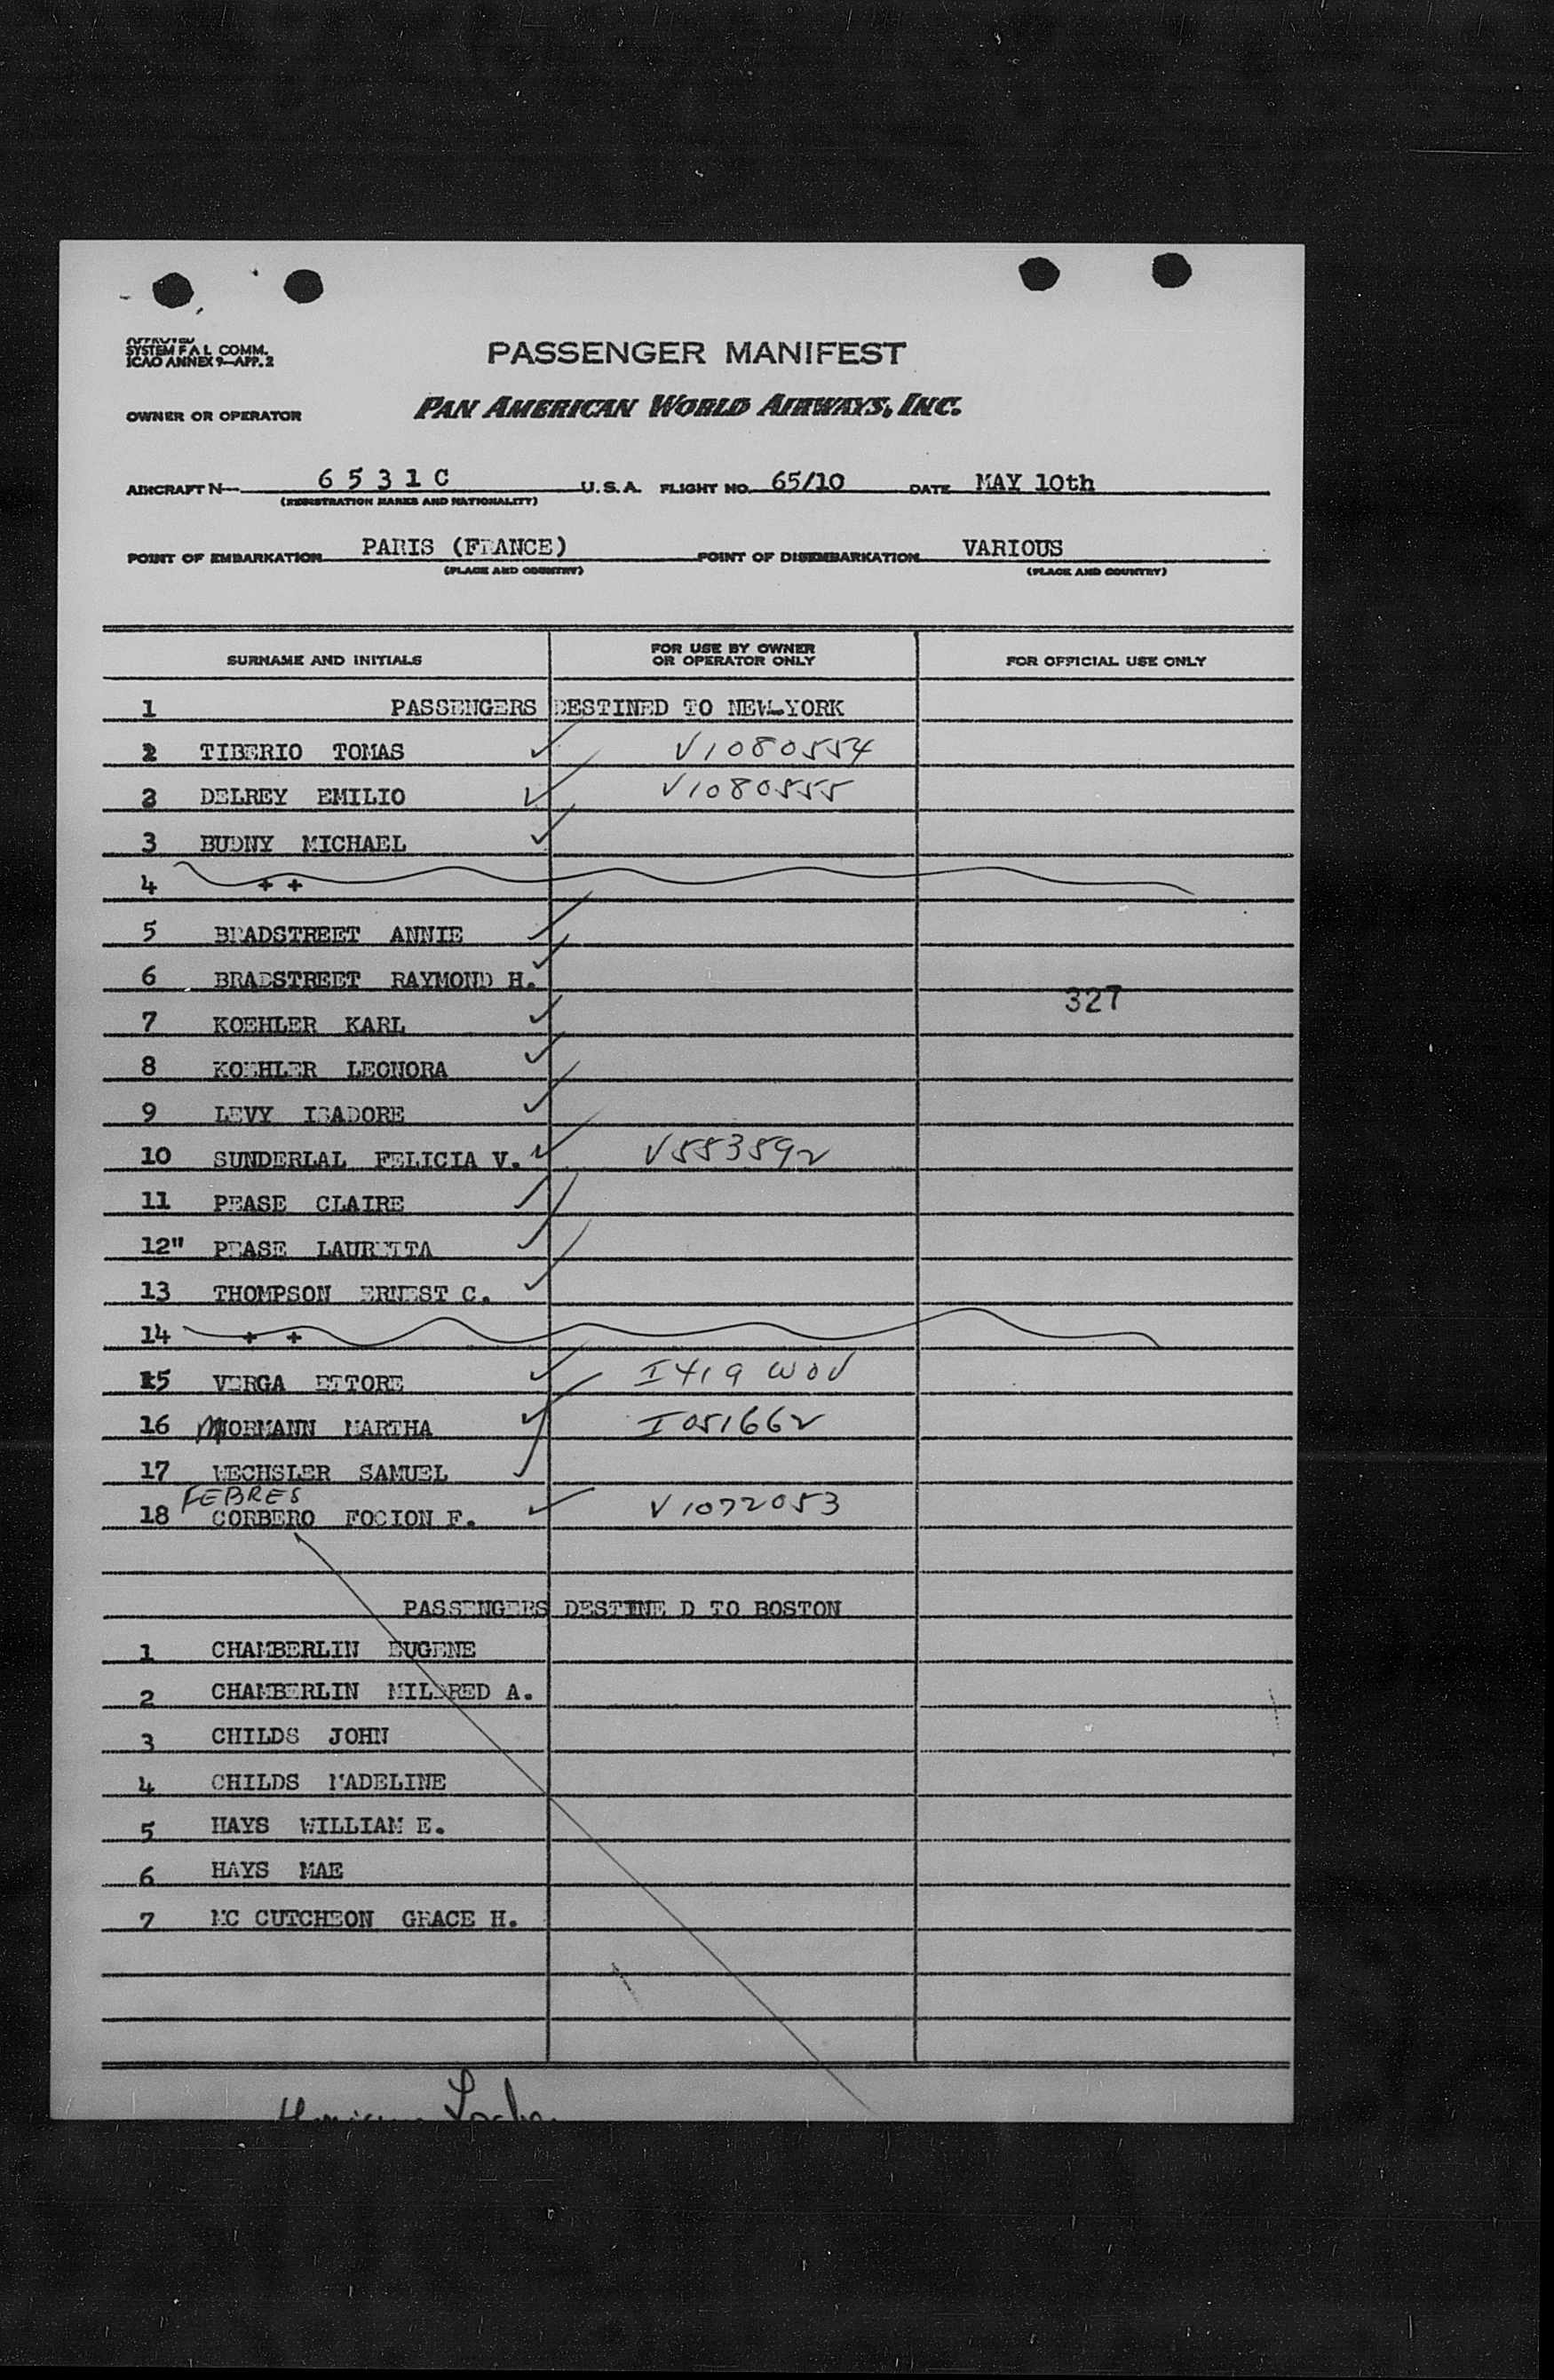 APPROVED
SYSTEM F A L COMM.
ICAO ANNEX 9—APP. 2
PASSENGER MANIFEST
OWNER OR OPERATOR PAN AMERICAN WORLD AIRWAYS, INC.
AIRCRAFT N— 6 5 3 1 C U.S.A. FLIGHT NO. 65/10 DATE MAY 10th
(REGISTRATION MARKS AND NATIONALITY)
POINT OF EMBARKATION PARIS (FRANCE) POINT OF DISEMBARKATION VARIOUS
(PLACE AND COUNTRY) (PLACE AND COUNTRY)
SURNAME AND INITIALS FOR USE BY OWNER OR OPERATOR ONLY FOR OFFICIAL USE ONLY
1 PASSENGERS DESTINED TO NEW-YORK
2 TIBERIO TOMAS ✓ V1080554
3 DELREY EMILIO ✓ V1080555
3 BUDNY MICHAEL ✓
4 + +
5 BRADSTREET ANNIE ✓
6 BRADSTREET RAYMOND H. ✓
327
7 KOEHLER KARL ✓
8 KOEHLER LEONORA ✓
9 LEVY ISADORE ✓
10 SUNDERLAL FELICIA V. ✓ V553592
11 PEASE CLAIRE ✓
12" PEASE LAURETTA ✓
13 THOMPSON ERNEST C. ✓
14 + +
15 VERGA ETTORE ✓ I419
16 MORMANN MARTHA ✓ I051662
17 WECHSLER SAMUEL ✓
FEBRES
18 CORBERO FOCION F. ✓ V1072053
PASSENGERS DESTINE D TO BOSTON
1 CHAMBERLIN EUGENE
2 CHAMBERLIN MILDRED A.
3 CHILDS JOHN
4 CHILDS MADELINE
5 HAYS WILLIAM E.
6 HAYS MAE
7 MC CUTCHEON GRACE H.